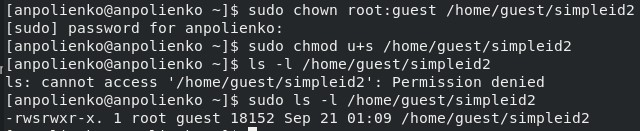 [anpolienko@anpolienko ~]$ sudo chown root:guest /home/guest/simpleid2
[sudo] password for anpolienko:
[anpolienko@anpolienko ~]$ sudo chmod u+s /home/guest/simpleid2
[anpolienko@anpolienko ~]$ ls -l /home/guest/simpleid2
ls: cannot access '/home/guest/simpleid2': Permission denied
[anpolienko@anpolienko ~]$ sudo ls -l /home/guest/simpleid2
-rwsrwxr-x. 1 root guest 18152 Sep 21 01:09 /home/guest/simpleid2